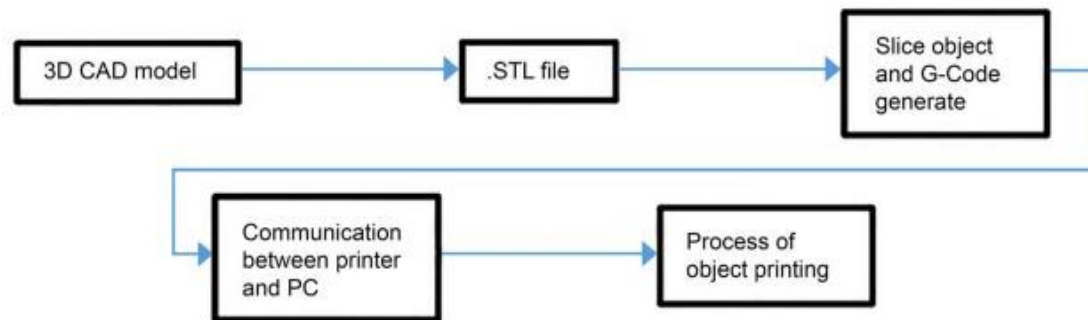 3D CAD model
.STL file
Slice object
and G-Code
generate
Communication
between printer
and PC
Process of
object printing